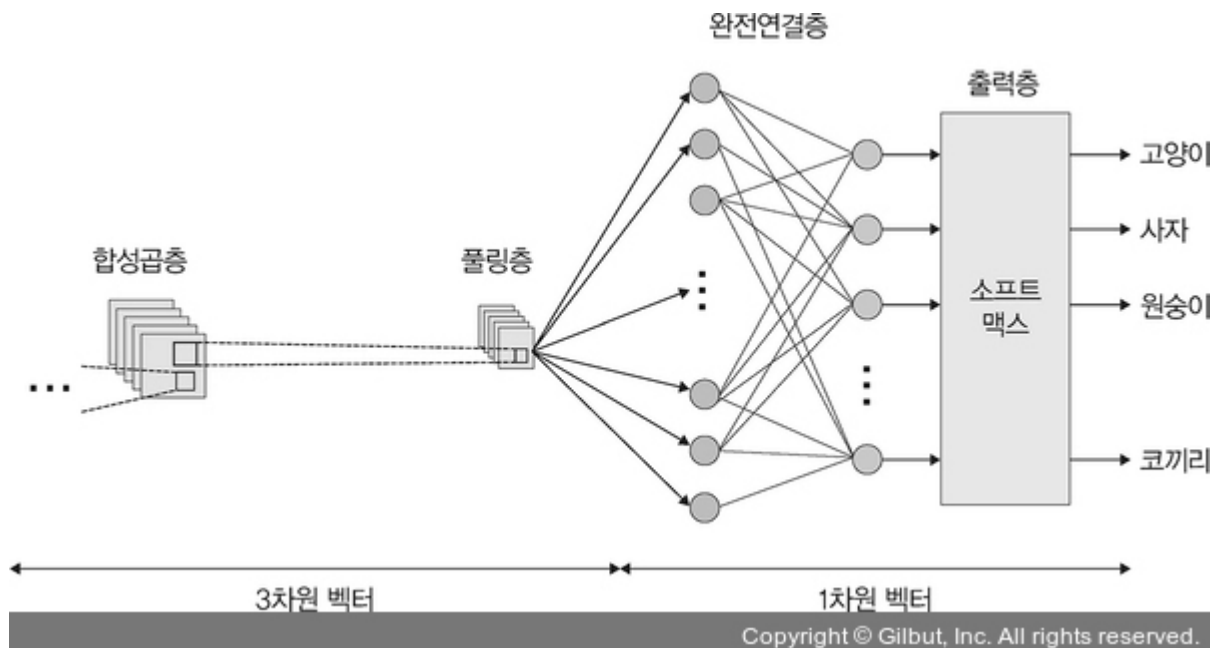 완전연결층
출력층
합성곱층
풀링층
고양이
사자
원숭이
코끼리
소프트
맥스
3차원 벡터
1차원 벡터
Copyright © Gilbut, Inc. All rights reserved.